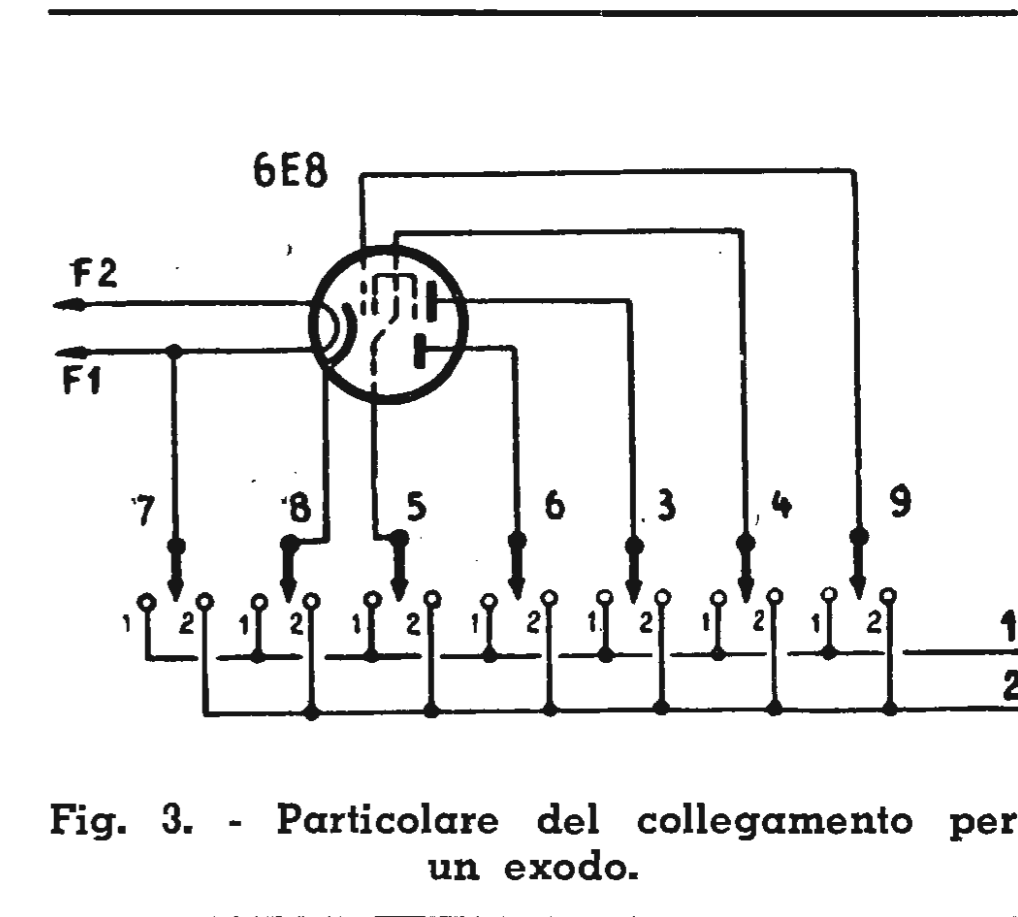 6E8
F2
F1
7 8 5 6 3 4 9
1 2 1 2 1 2 1 2 1 2 1 2 1 2
1
2
Fig. 3. - Particolare del collegamento per
un exodo.